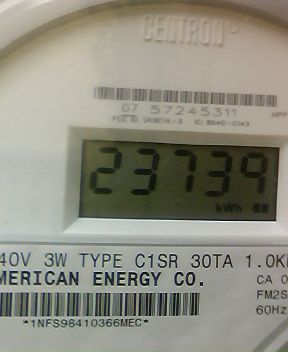 CENTRON®
07 57245311
23739
kWh
40V 3W TYPE C1SR 30TA 1.0K
MERICAN ENERGY CO.
CA 0
FM2S
60Hz
*1NFS98410366MEC*